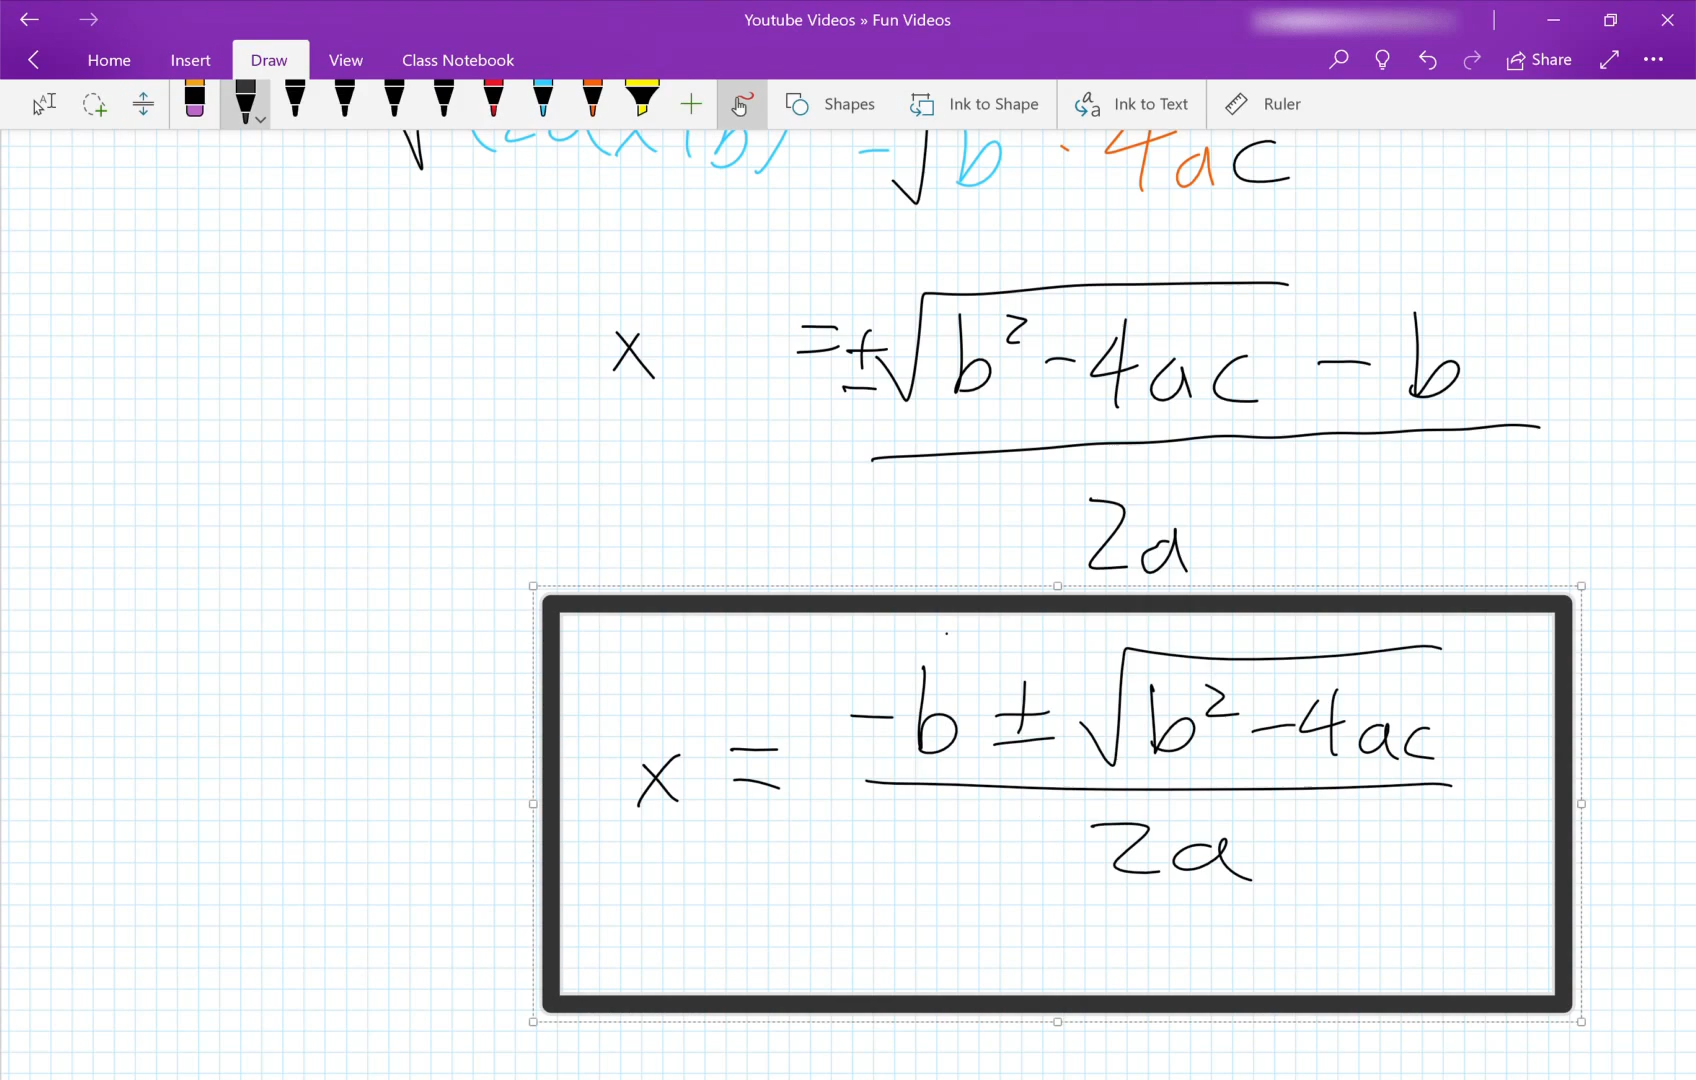 Youtube Videos » Fun Videos
Home Insert Draw View Class Notebook Share
Shapes Ink to Shape Ink to Text Ruler
√(2ax+b) = √b · 4ac
x = ±√b² - 4ac - b
2a
x = -b ± √b² - 4ac
2a